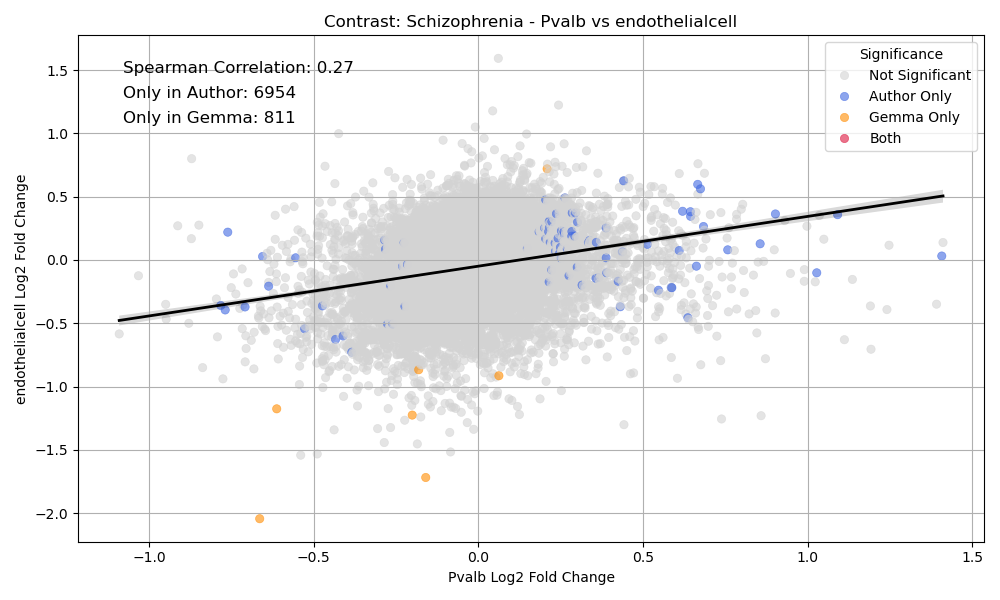 Contrast: Schizophrenia - Pvalb vs endothelialcell
Spearman Correlation: 0.27
Only in Author: 6954
Only in Gemma: 811
Significance
Not Significant
Author Only
Gemma Only
Both
endothelialcell Log2 Fold Change
1.5
1.0
0.5
0.0
−0.5
−1.0
−1.5
−2.0
−1.0
−0.5
0.0
0.5
1.0
1.5
Pvalb Log2 Fold Change